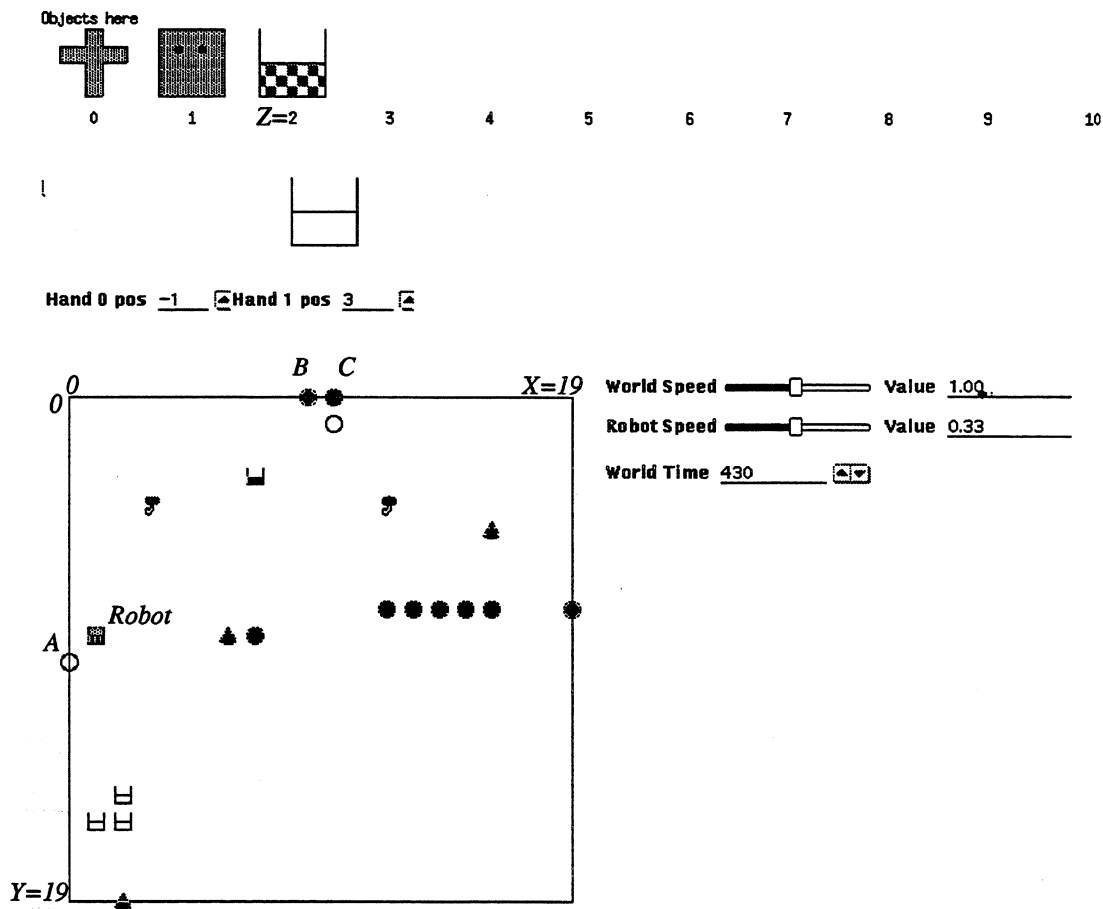 Objects here
0 1 Z=2 3 4 5 6 7 8 9 10
Hand 0 pos -1 Hand 1 pos 3
B C
0 X=19
0
World Speed Value 1.00
Robot Speed Value 0.33
World Time 430
Robot
A
Y=19